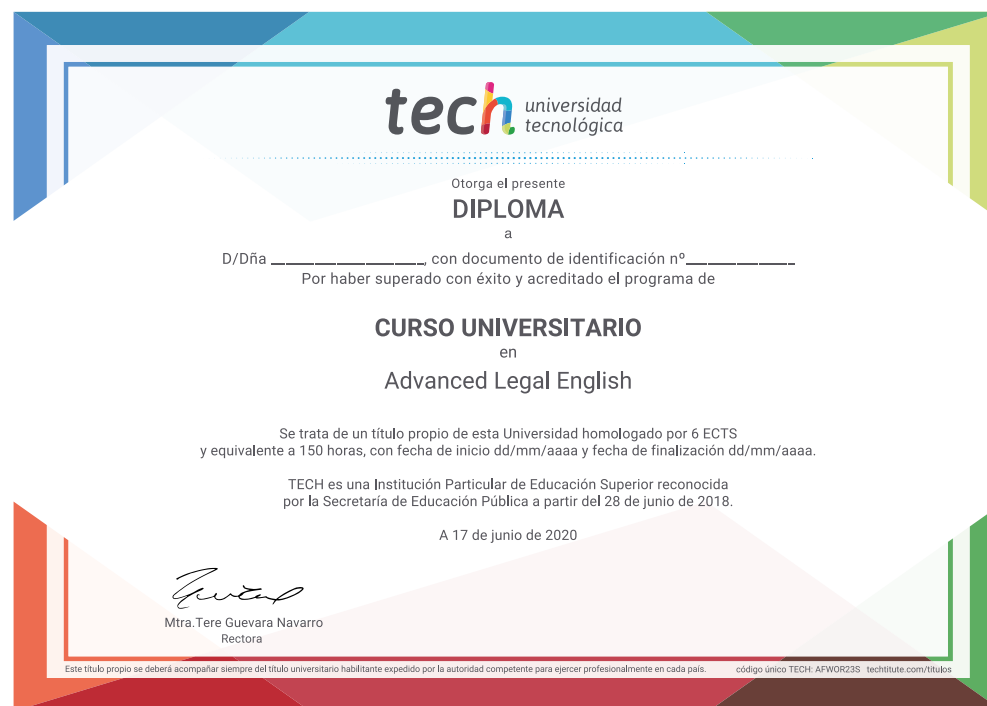 tech universidad
tecnológica
Otorga el presente
DIPLOMA
a
D/Dña ____________________, con documento de identificación nº______________
Por haber superado con éxito y acreditado el programa de
CURSO UNIVERSITARIO
en
Advanced Legal English
Se trata de un título propio de esta Universidad homologado por 6 ECTS
y equivalente a 150 horas, con fecha de inicio dd/mm/aaaa y fecha de finalización dd/mm/aaaa.
TECH es una Institución Particular de Educación Superior reconocida
por la Secretaría de Educación Pública a partir del 28 de junio de 2018.
A 17 de junio de 2020
Mtra.Tere Guevara Navarro
Rectora
Este título propio se deberá acompañar siempre del título universitario habilitante expedido por la autoridad competente para ejercer profesionalmente en cada país. código único TECH: AFWOR23S techtitute.com/titulos